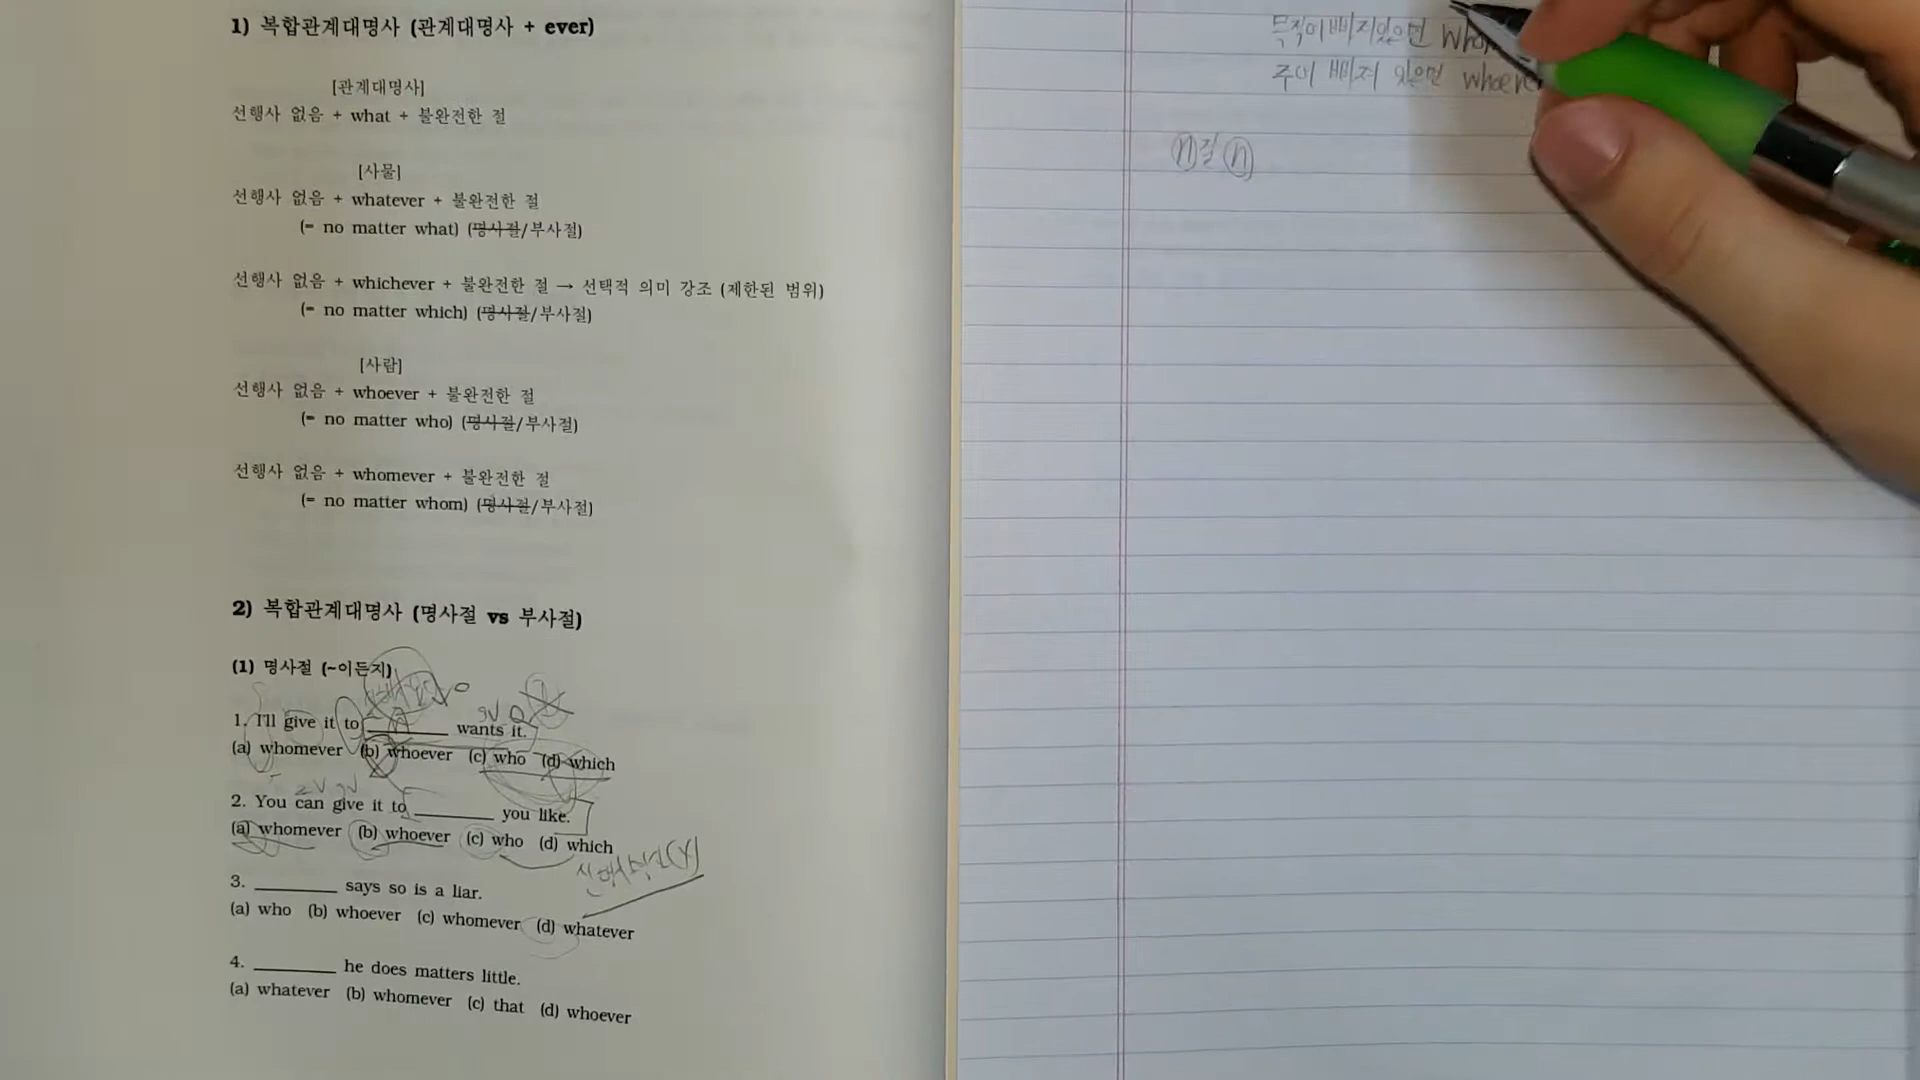 1) 복합관계대명사 (관계대명사 + ever)
[관계대명사]
선행사 없음 + what + 불완전한 절
[사물]
선행사 없음 + whatever + 불완전한 절
(= no matter what) (명사절/부사절)
선행사 없음 + whichever + 불완전한 절 → 선택적 의미 강조 (제한된 범위)
(= no matter which) (명사절/부사절)
[사람]
선행사 없음 + whoever + 불완전한 절
(= no matter who) (명사절/부사절)
선행사 없음 + whomever + 불완전한 절
(= no matter whom) (명사절/부사절)
2) 복합관계대명사 (명사절 vs 부사절)
(1) 명사절 (~이든지)
1. I'll give it to ________ wants it.
(a) whomever (b) whoever (c) who (d) which
2. You can give it to ________ you like.
(a) whomever (b) whoever (c) who (d) which
3. ________ says so is a liar.
(a) who (b) whoever (c) whomever (d) whatever
4. ________ he does matters little.
(a) whatever (b) whomever (c) that (d) whoever
빠져있으면
주어 빠져 있으면
n절 n